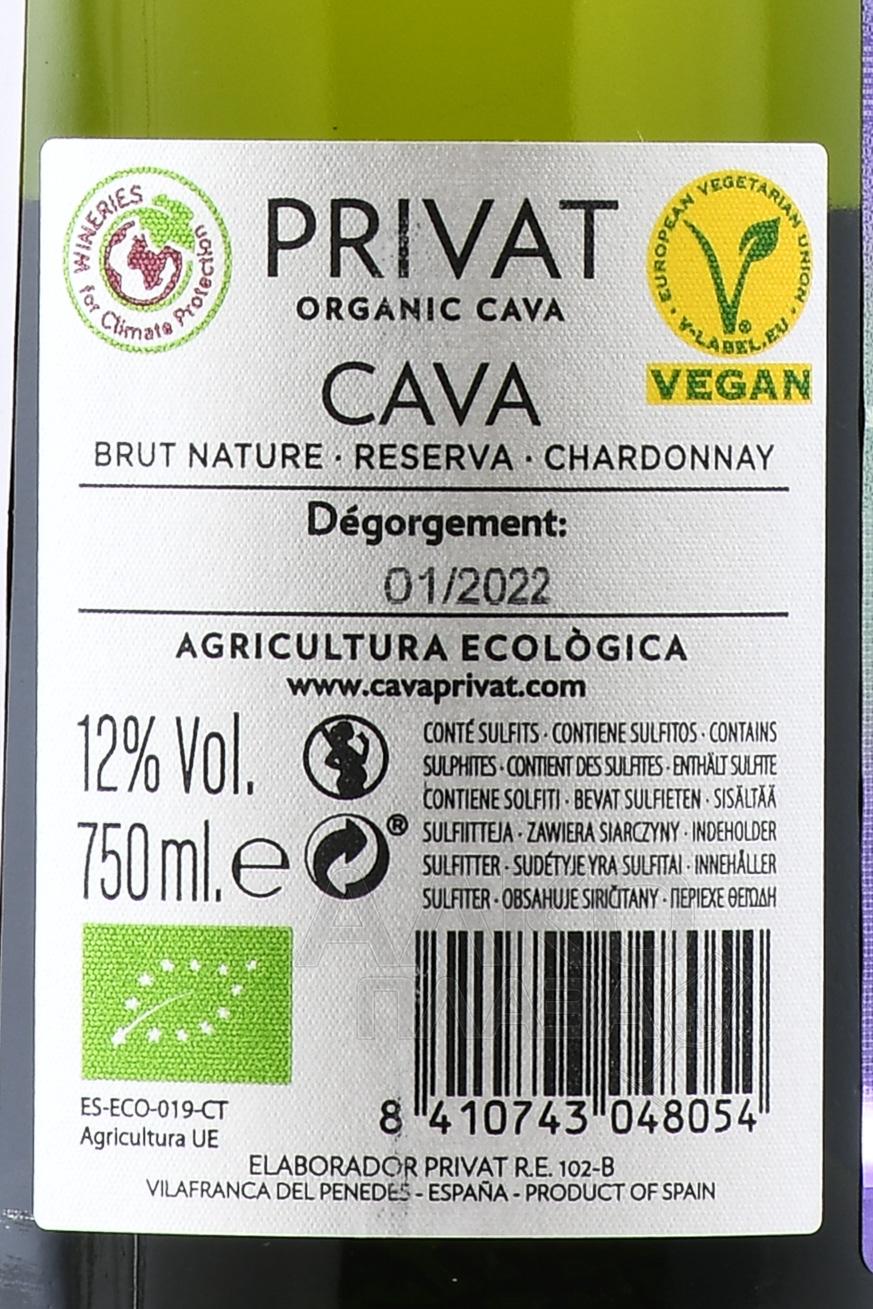 WINERIES
for Climate Protection
PRIVAT
ORGANIC CAVA
EUROPEAN VEGETARIAN UNION
• V-LABEL.EU •
®
VEGAN
CAVA
BRUT NATURE · RESERVA · CHARDONNAY
Dégorgement:
01/2022
AGRICULTURA ECOLÒGICA
www.cavaprivat.com
12% Vol.
750 ml. e
®
CONTÉ SULFITS · CONTIENE SULFITOS · CONTAINS
SULPHITES · CONTIENT DES SULFITES · ENTHÄLT SULFITE
CONTIENE SOLFITI · BEVAT SULFIETEN · SISÄLTÄÄ
SULFIITTEJA · ZAWIERA SIARCZYNY · INDEHOLDER
SULFITTER · SUDÉTYJE YRA SULFITAI · INNEHÅLLER
SULFITER · OBSAHUJE SIRIČITANY · ΠΕΡΙΕΧΕ ΘΕΙΩΔΗ
ES-ECO-019-CT
Agricultura UE
8 410743 048054
ELABORADOR PRIVAT R.E. 102-B
VILAFRANCA DEL PENEDES - ESPAÑA - PRODUCT OF SPAIN